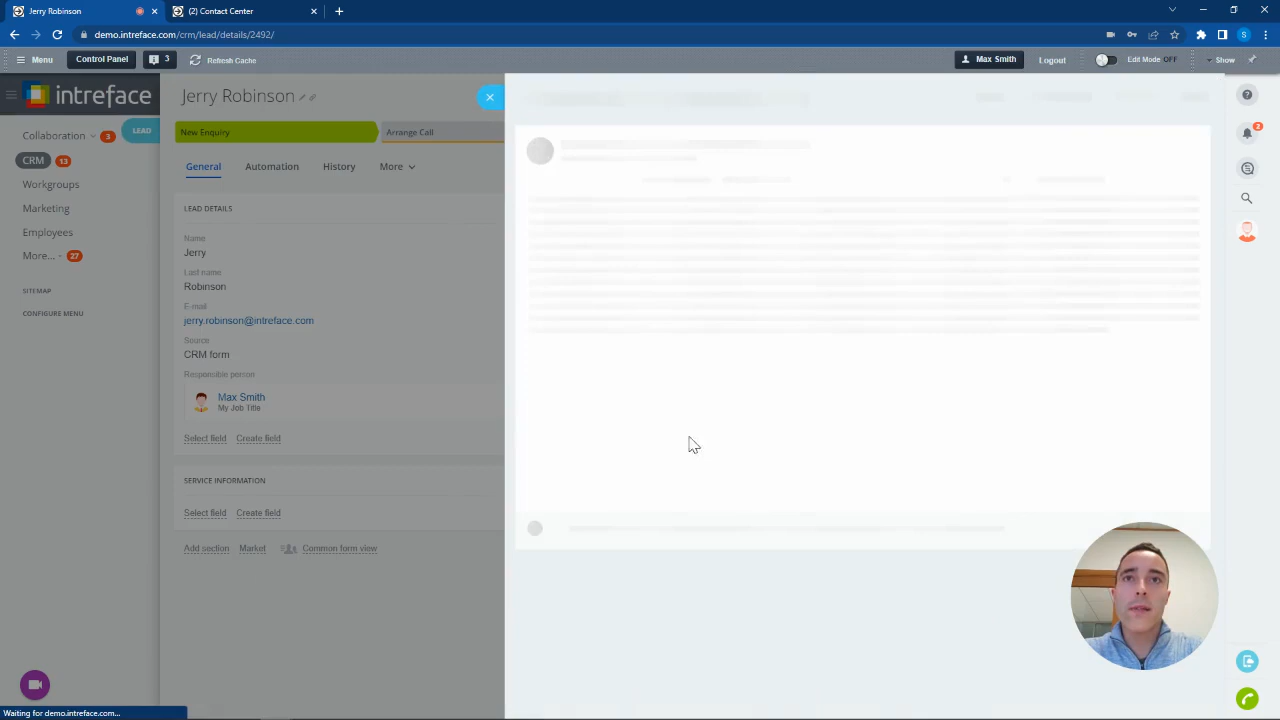 Jerry Robinson
(2) Contact Center
demo.intreface.com/crm/lead/details/2492/
S
Menu
Control Panel
3
Refresh Cache
Max Smith
Logout
Edit Mode OFF
Show
intreface
Jerry Robinson
Collaboration
3
LEAD
New Enquiry
Arrange Call
2
CRM
13
General
Automation
History
More
Workgroups
Marketing
LEAD DETAILS
Employees
Name
Jerry
More...
27
Last name
Robinson
SITEMAP
E-mail
CONFIGURE MENU
jerry.robinson@intreface.com
Source
CRM form
Responsible person
Max Smith
My Job Title
Select field
Create field
SERVICE INFORMATION
Select field
Create field
Add section
Market
Common form view
Waiting for demo.intreface.com...